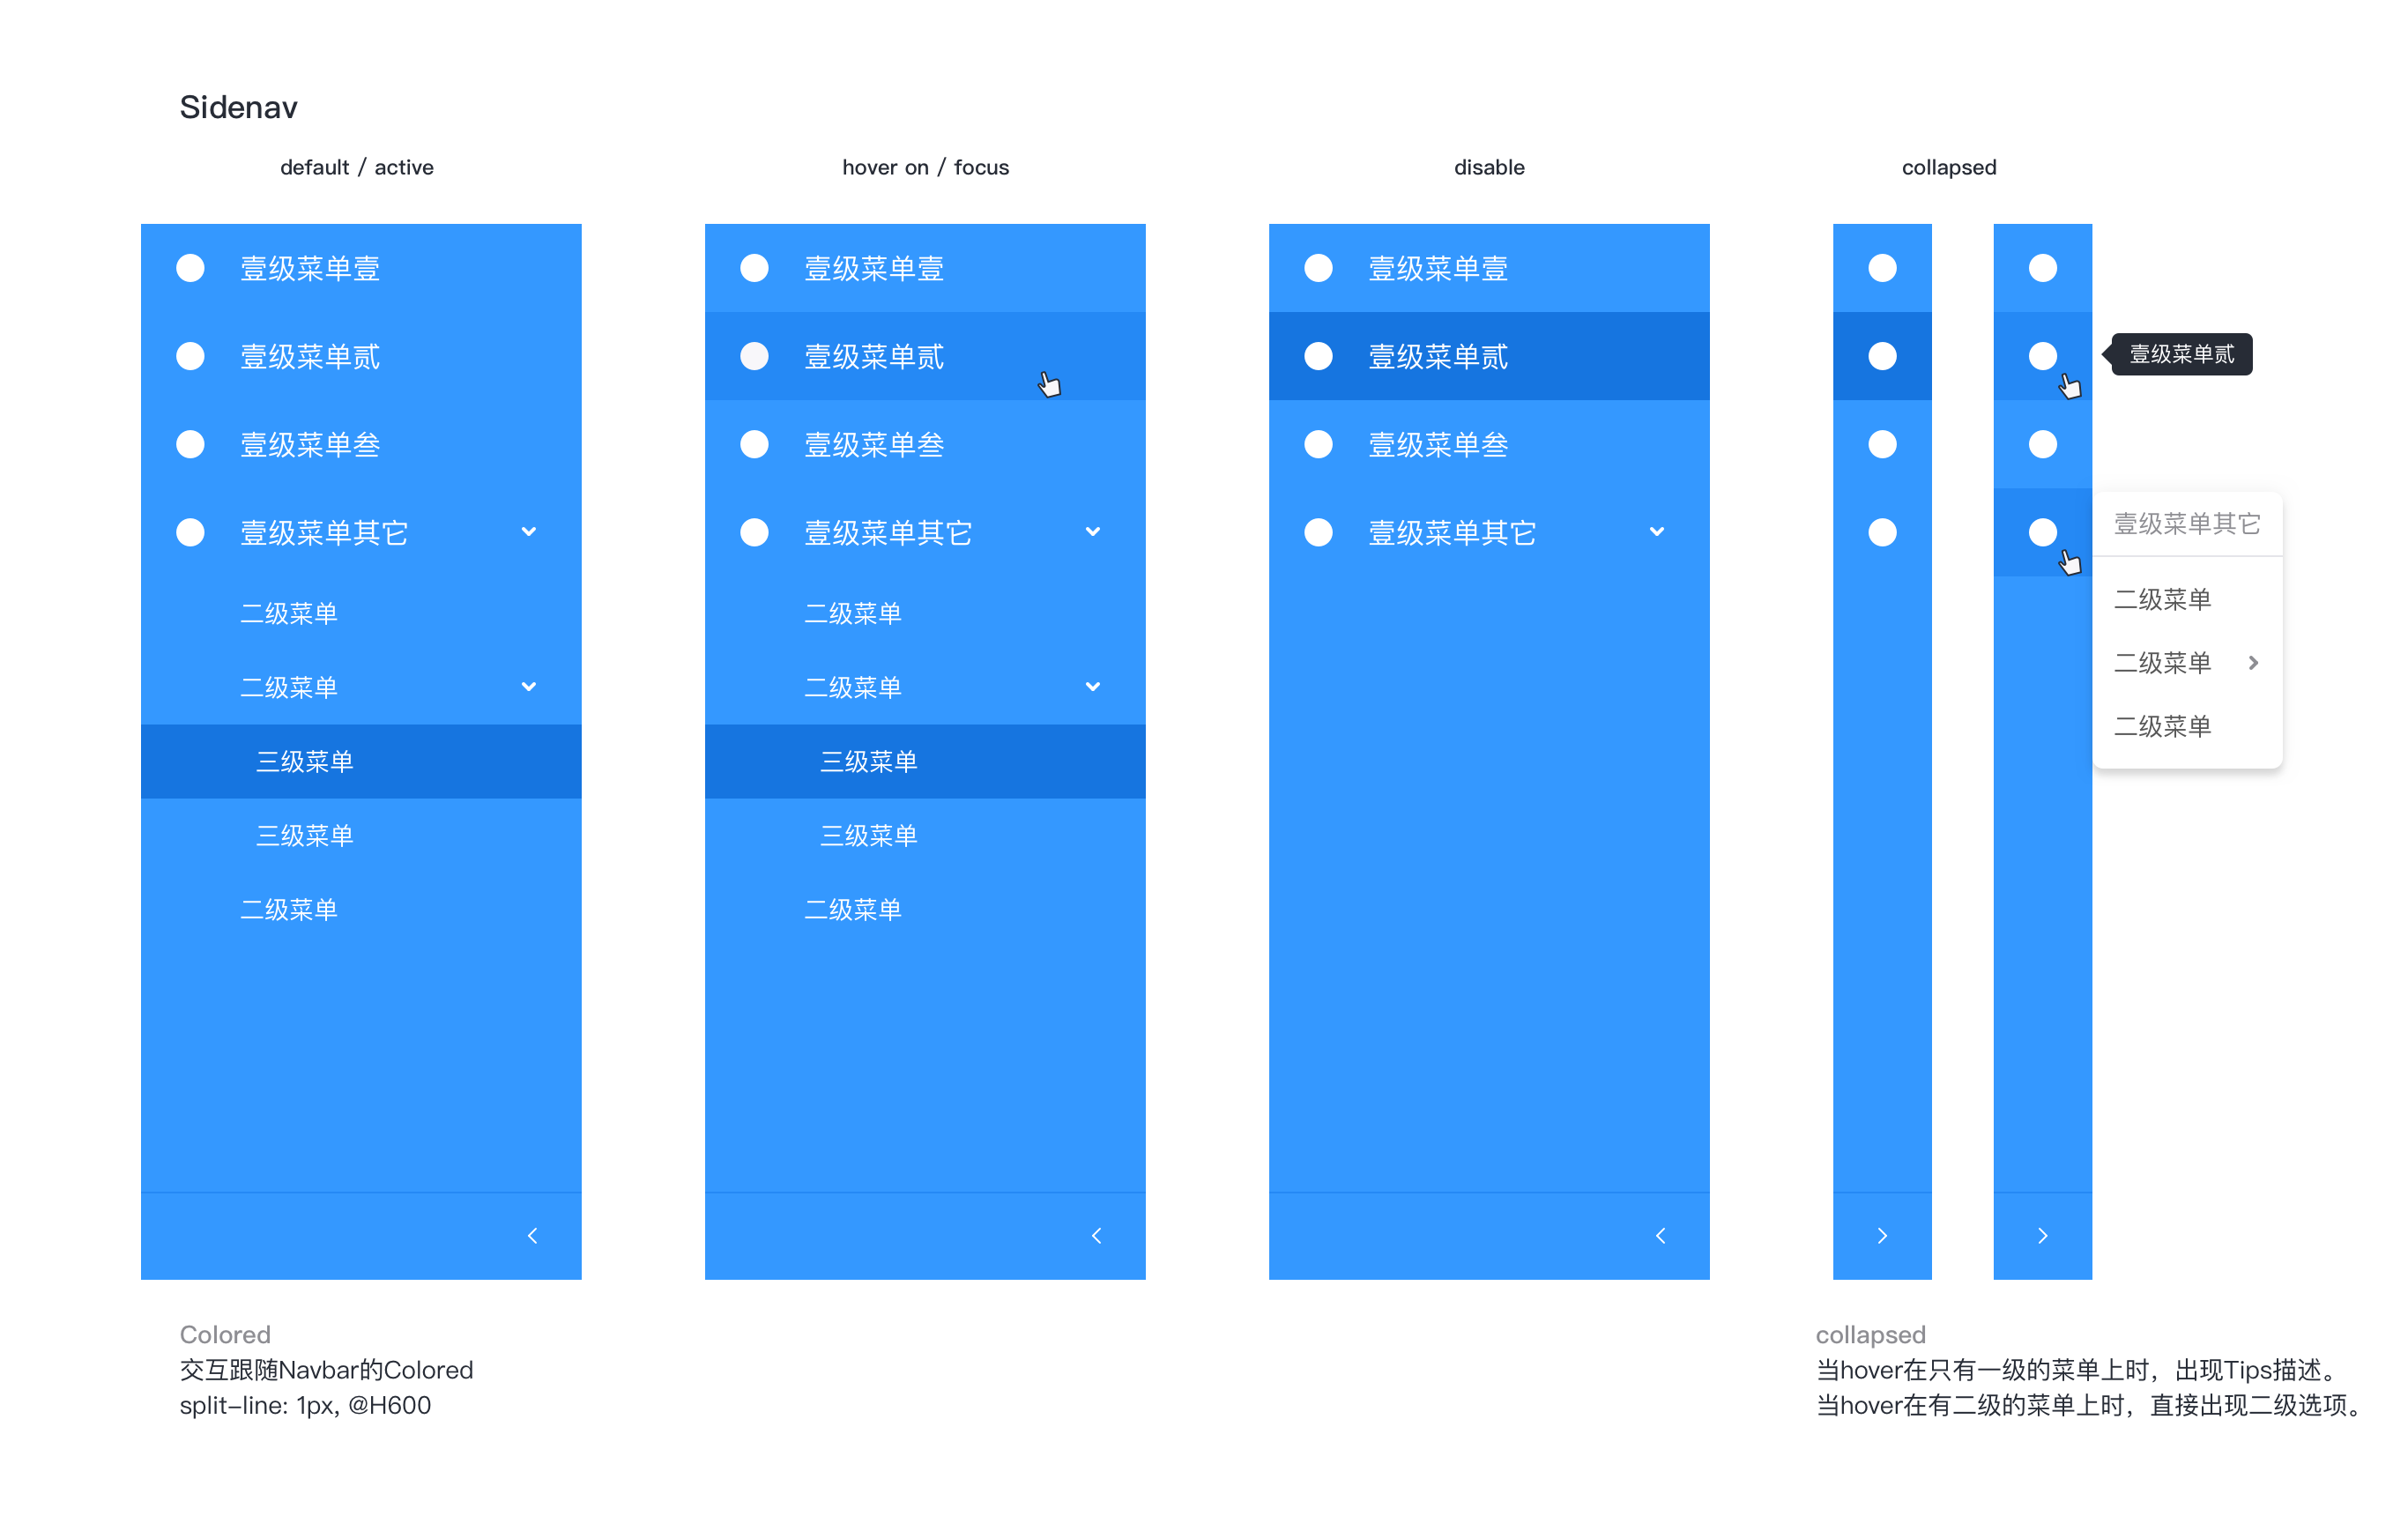 Sidenav
default / active
壹级菜单壹
壹级菜单贰
壹级菜单叁
壹级菜单其它
二级菜单
二级菜单
三级菜单
三级菜单
二级菜单
hover on / focus
壹级菜单壹
壹级菜单贰
壹级菜单叁
壹级菜单其它
二级菜单
二级菜单
三级菜单
三级菜单
二级菜单
disable
壹级菜单壹
壹级菜单贰
壹级菜单叁
壹级菜单其它
collapsed
壹级菜单贰
壹级菜单其它
二级菜单
二级菜单
二级菜单
Colored
交互跟随Navbar的Colored
split-line: 1px, @H600
collapsed
当hover在只有一级的菜单上时，出现Tips描述。
当hover在有二级的菜单上时，直接出现二级选项。